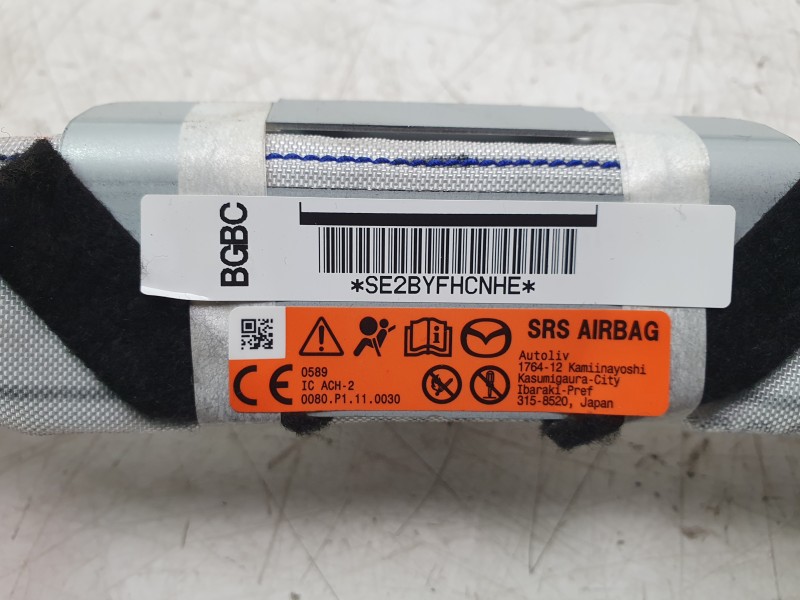 BGBC
*SE2BYFHCNHE*
SRS AIRBAG
CE
0589
IC ACH-2
0080.P1.11.0030
Autoliv
1764-12 Kamiinayoshi
Kasumigaura-City
Ibaraki-Pref
315-8520, Japan